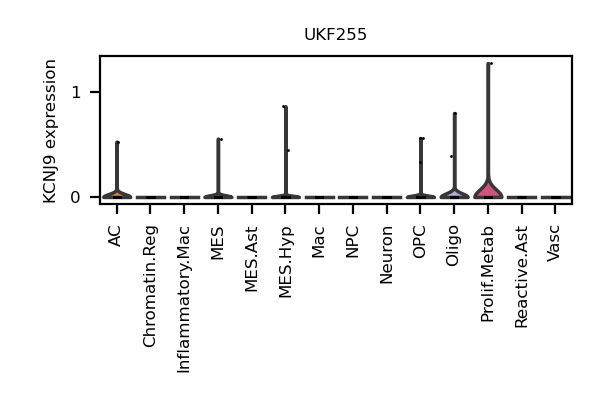 UKF255
KCNJ9 expression
1
0
AC
Chromatin.Reg
Inflammatory.Mac
MES
MES.Ast
MES.Hyp
Mac
NPC
Neuron
OPC
Oligo
Prolif.Metab
Reactive.Ast
Vasc